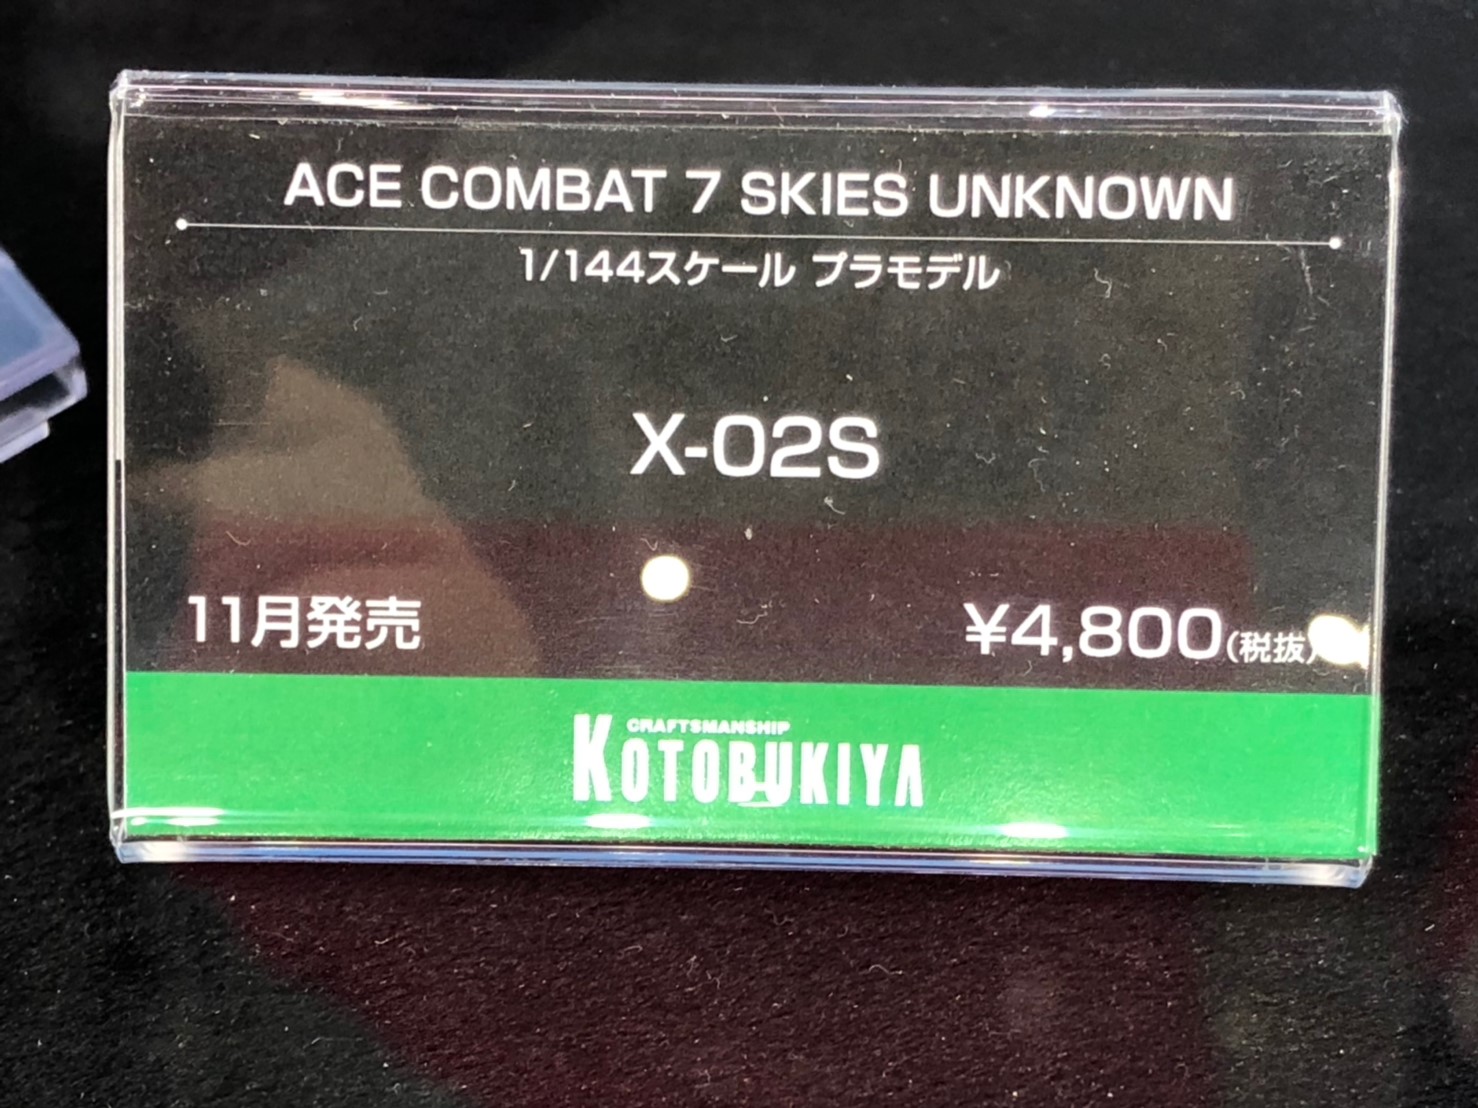 ACE COMBAT 7 SKIES UNKNOWN
1/144スケール プラモデル
X-02S
11月発売
¥4,800(税抜)
CRAFTSMANSHIP
KOTOBUKIYA